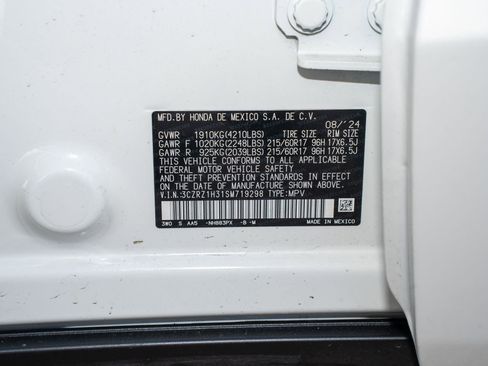 MFD.BY HONDA DE MEXICO S.A. DE C.V.
08/'24
GVWR 1910KG(4210LBS) TIRE SIZE RIM SIZE
GAWR F 1020KG(2248LBS) 215/60R17 96H 17X6.5J
GAWR R 925KG(2039LBS) 215/60R17 96H 17X6.5J
THIS VEHICLE CONFORMS TO ALL APPLICABLE
FEDERAL MOTOR VEHICLE SAFETY
AND THEFT PREVENTION STANDARDS IN EFFECT
ON THE DATE OF MANUFACTURE SHOWN ABOVE.
V.I.N.:3CZRZ1H31SM719298 TYPE:MPV
3W0 S AA5 -NH883PX -B -M MADE IN MEXICO